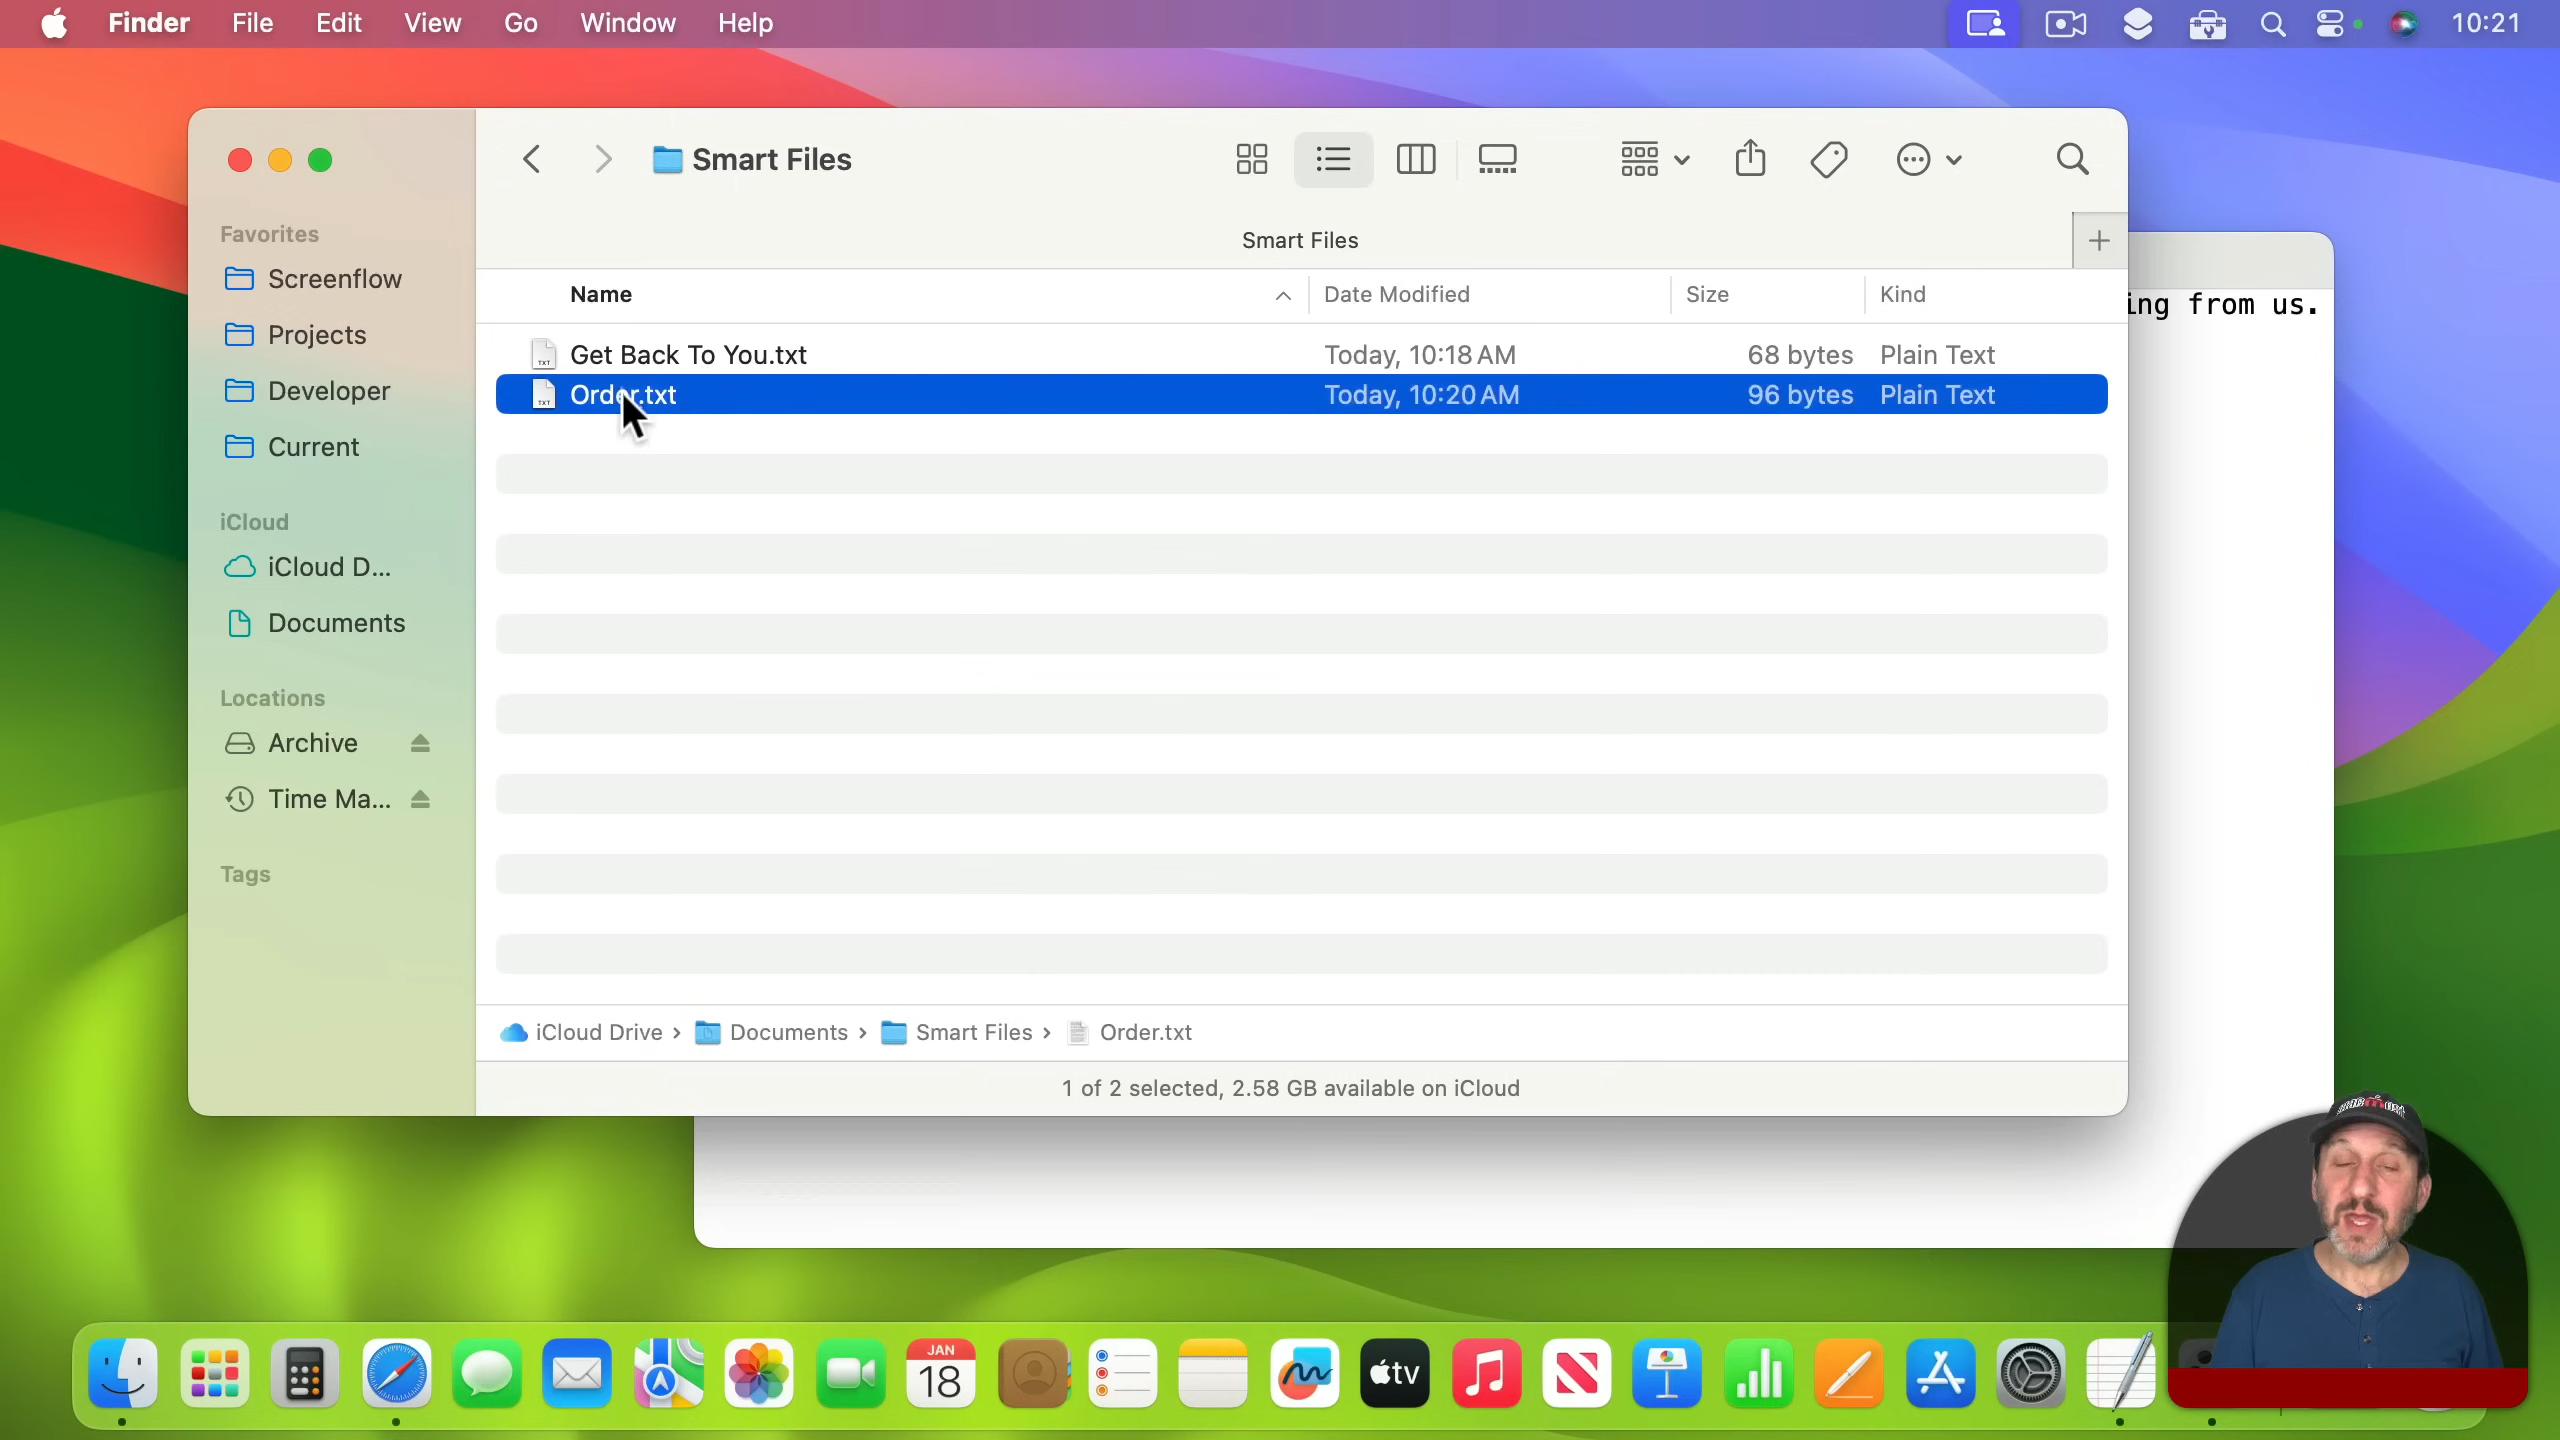 Finder File Edit View Go Window Help 10:21
Smart Files
Smart Files
Favorites
Screenflow
Projects
Developer
Current
iCloud
iCloud D...
Documents
Locations
Archive
Time Ma...
Tags
Name Date Modified Size Kind
Get Back To You.txt Today, 10:18 AM 68 bytes Plain Text
Order.txt Today, 10:20 AM 96 bytes Plain Text
iCloud Drive › Documents › Smart Files › Order.txt
1 of 2 selected, 2.58 GB available on iCloud
ing from us.
JAN
18
tv